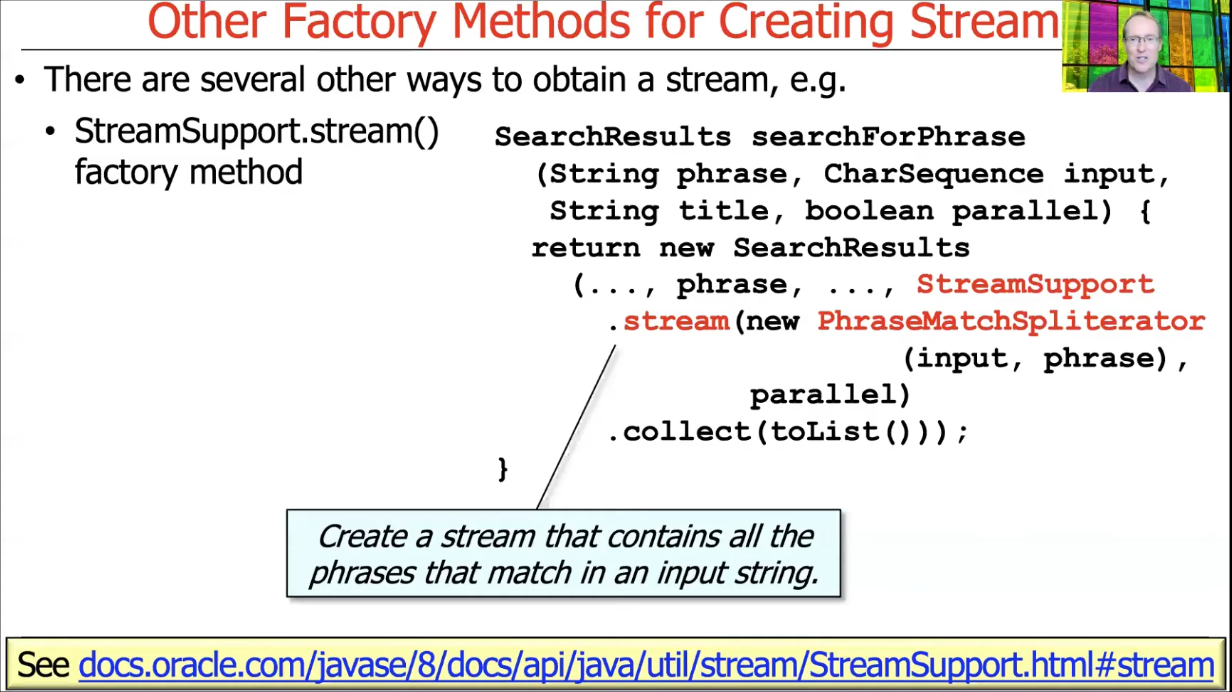 Other Factory Methods for Creating Stream
• There are several other ways to obtain a stream, e.g.
• StreamSupport.stream()
factory method
SearchResults searchForPhrase
(String phrase, CharSequence input,
String title, boolean parallel) {
return new SearchResults
(..., phrase, ..., StreamSupport
.stream(new PhraseMatchSpliterator
(input, phrase),
parallel)
.collect(toList()));
}
Create a stream that contains all the
phrases that match in an input string.
See docs.oracle.com/javase/8/docs/api/java/util/stream/StreamSupport.html#stream